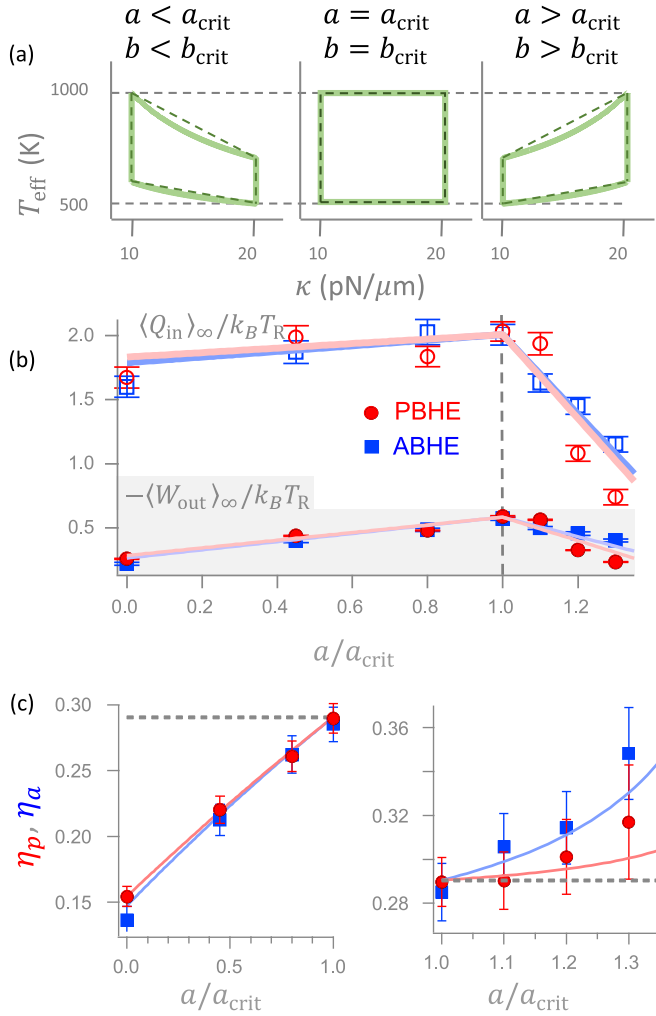 a < a_crit
b < b_crit
a = a_crit
b = b_crit
a > a_crit
b > b_crit
(a)
T_eff (K)
1000
500
10
20
10
20
10
20
κ (pN/μm)
(b)
⟨Q_in⟩_∞/k_BT_R
2.0
1.5
1.0
0.5
PBHE
ABHE
−⟨W_out⟩_∞/k_BT_R
0.0
0.2
0.4
0.6
0.8
1.0
1.2
a/a_crit
(c)
η_p, η_a
0.30
0.25
0.20
0.15
0.0
0.5
1.0
a/a_crit
0.36
0.32
0.28
1.0
1.1
1.2
1.3
a/a_crit